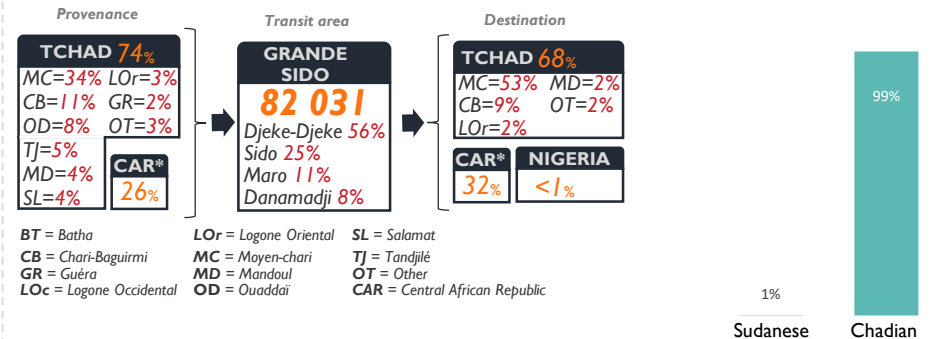 Provenance
Transit area
Destination
TCHAD 74%
MC=34% LOr=3%
CB=11% GR=2%
OD=8% OT=3%
TJ=5%
MD=4%
SL=4%
CAR*
26%
GRANDE
SIDO
82 031
Djeke-Djeke 56%
Sido 25%
Maro 11%
Danamadji 8%
TCHAD 68%
MC=53% MD=2%
CB=9% OT=2%
LOr=2%
CAR*
32%
NIGERIA
<1%
BT = Batha
CB = Chari-Baguirmi
GR = Guéra
LOc = Logone Occidental
LOr = Logone Oriental
MC = Moyen-chari
MD = Mandoul
OD = Ouaddaï
SL = Salamat
TJ = Tandjilé
OT = Other
CAR = Central African Republic
1%
99%
Sudanese
Chadian